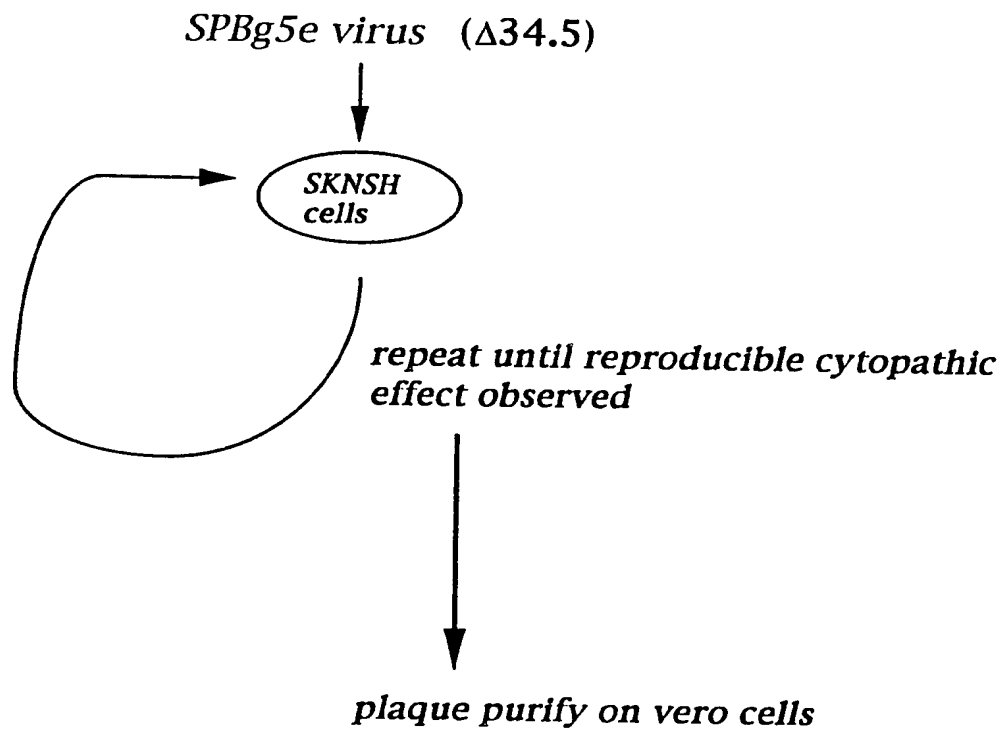 SPBg5e virus (Δ34.5)
SKNSH
cells
repeat until reproducible cytopathic
effect observed
plaque purify on vero cells